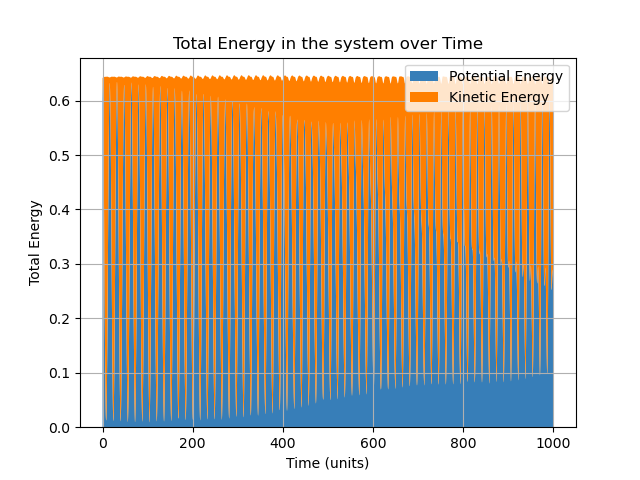 Total Energy in the system over Time
Potential Energy
Kinetic Energy
Total Energy
0.6
0.5
0.4
0.3
0.2
0.1
0.0
0 200 400 600 800 1000
Time (units)